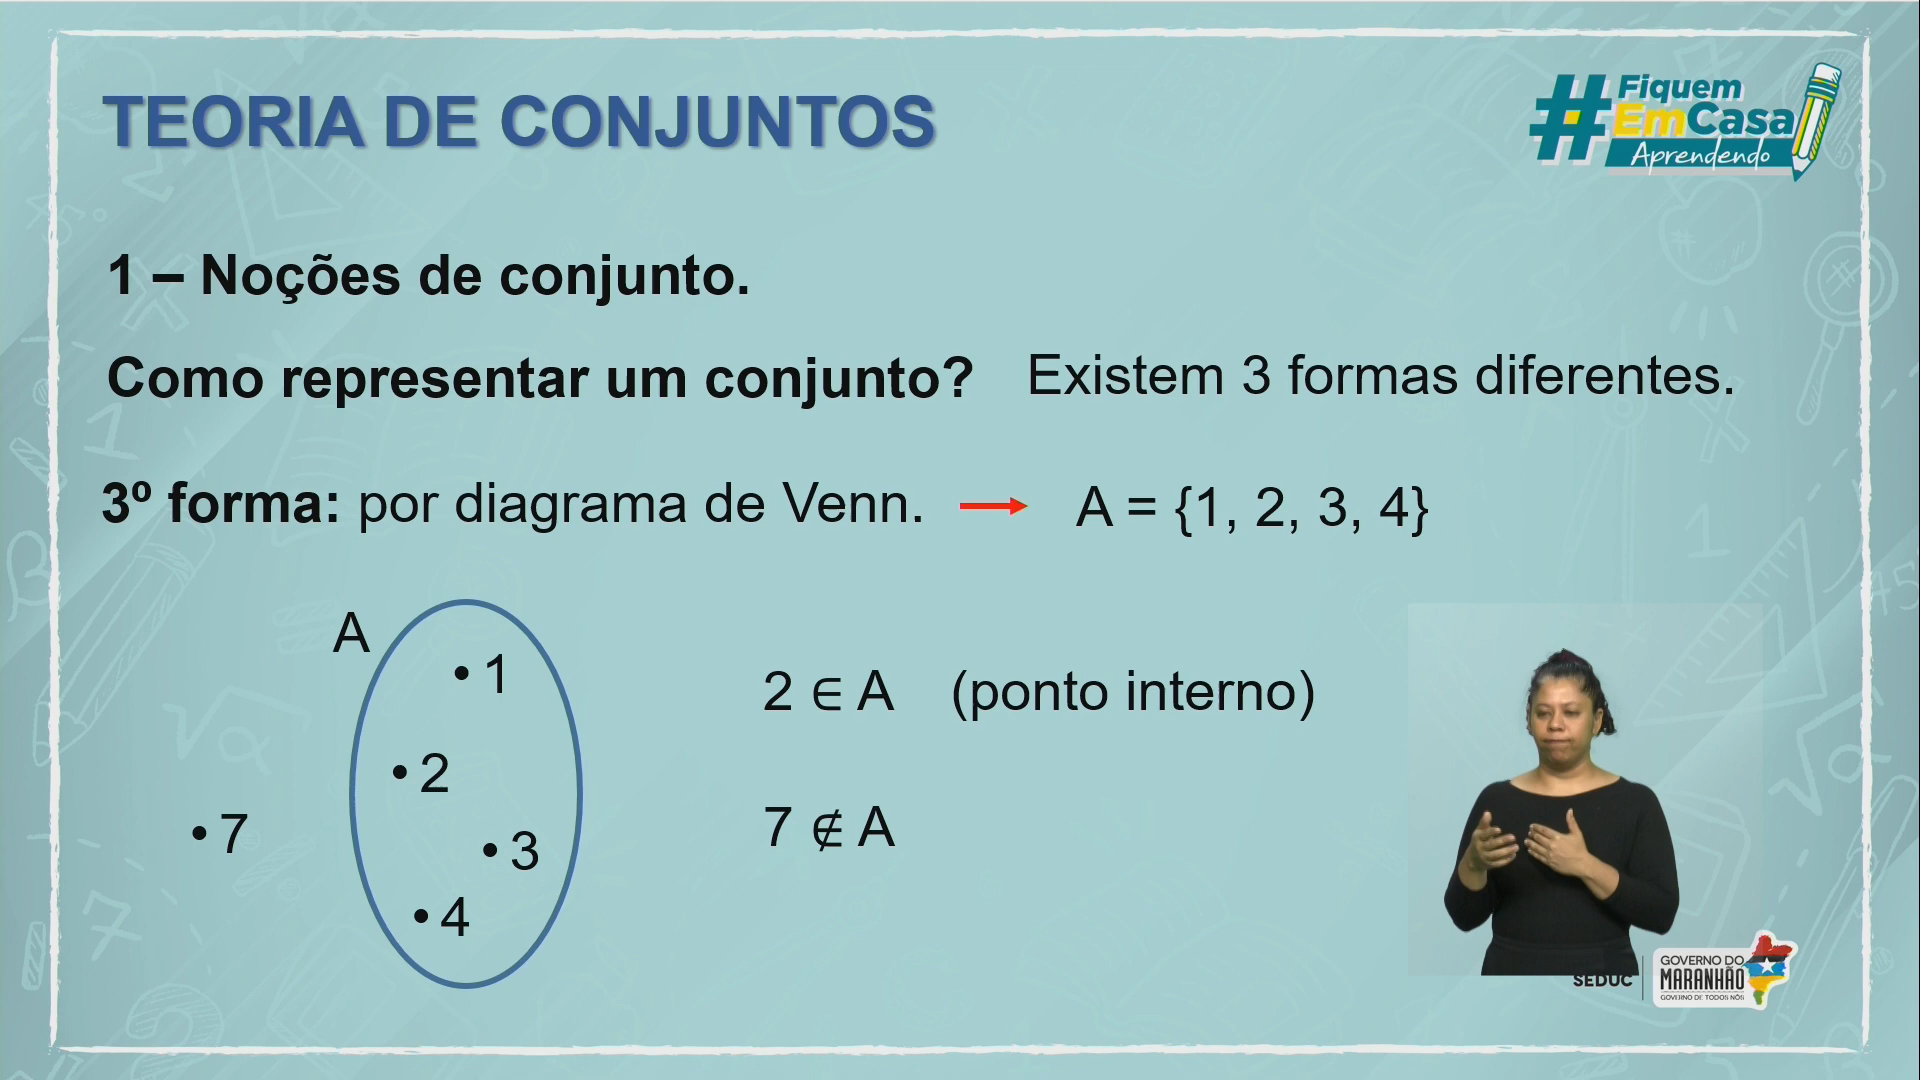 TEORIA DE CONJUNTOS
#Fiquem
EmCasa
Aprendendo
1 – Noções de conjunto.
Como representar um conjunto? Existem 3 formas diferentes.
3º forma: por diagrama de Venn. A = {1, 2, 3, 4}
A
• 1
2 ∈ A (ponto interno)
• 2
• 7
7 ∉ A
• 3
• 4
SEDUC
GOVERNO DO
MARANHÃO
GOVERNO DE TODOS NÓS